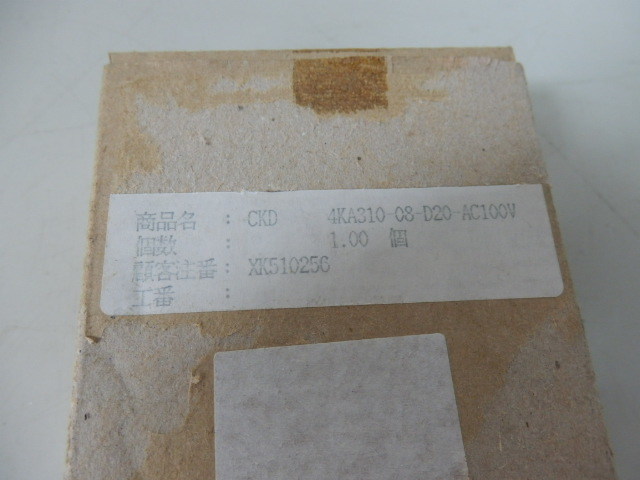 商品名 : CKD 4KA310-08-D20-AC100V
個数 : 1.00 個
顧客注番 : XK510256
工番 :